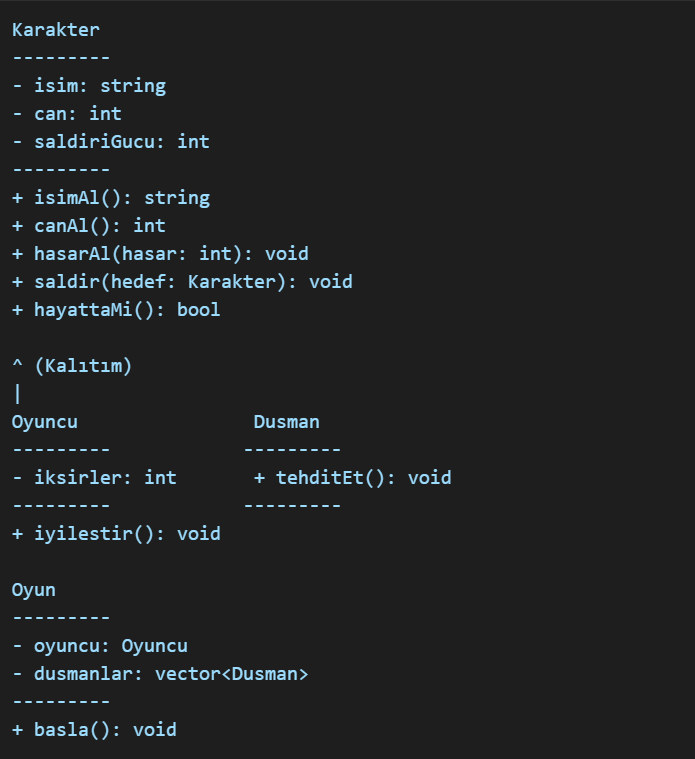 Karakter
---------
- isim: string
- can: int
- saldiriGucu: int
---------
+ isimAl(): string
+ canAl(): int
+ hasarAl(hasar: int): void
+ saldir(hedef: Karakter): void
+ hayattaMi(): bool
^ (Kalıtım)
|
Oyuncu                Dusman
---------            ---------
- iksirler: int       + tehditEt(): void
---------            ---------
+ iyilestir(): void
Oyun
---------
- oyuncu: Oyuncu
- dusmanlar: vector<Dusman>
---------
+ basla(): void